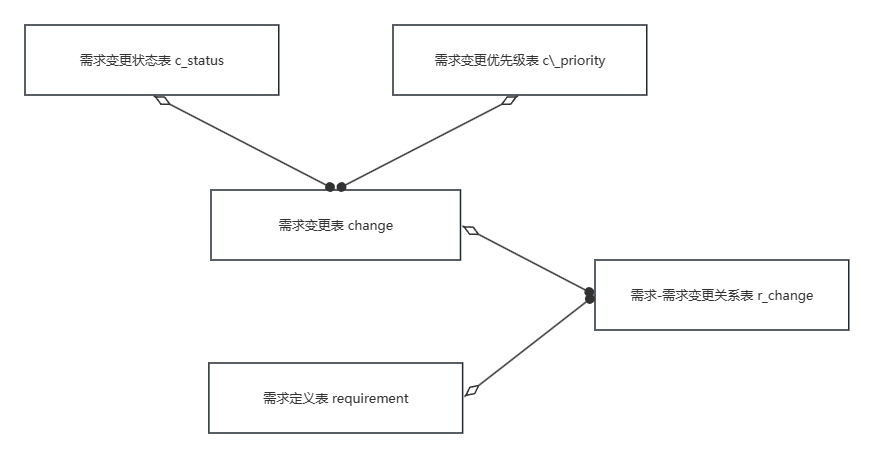 需求变更状态表 c_status
需求变更优先级表 c\_priority
需求变更表 change
需求-需求变更关系表 r_change
需求定义表 requirement